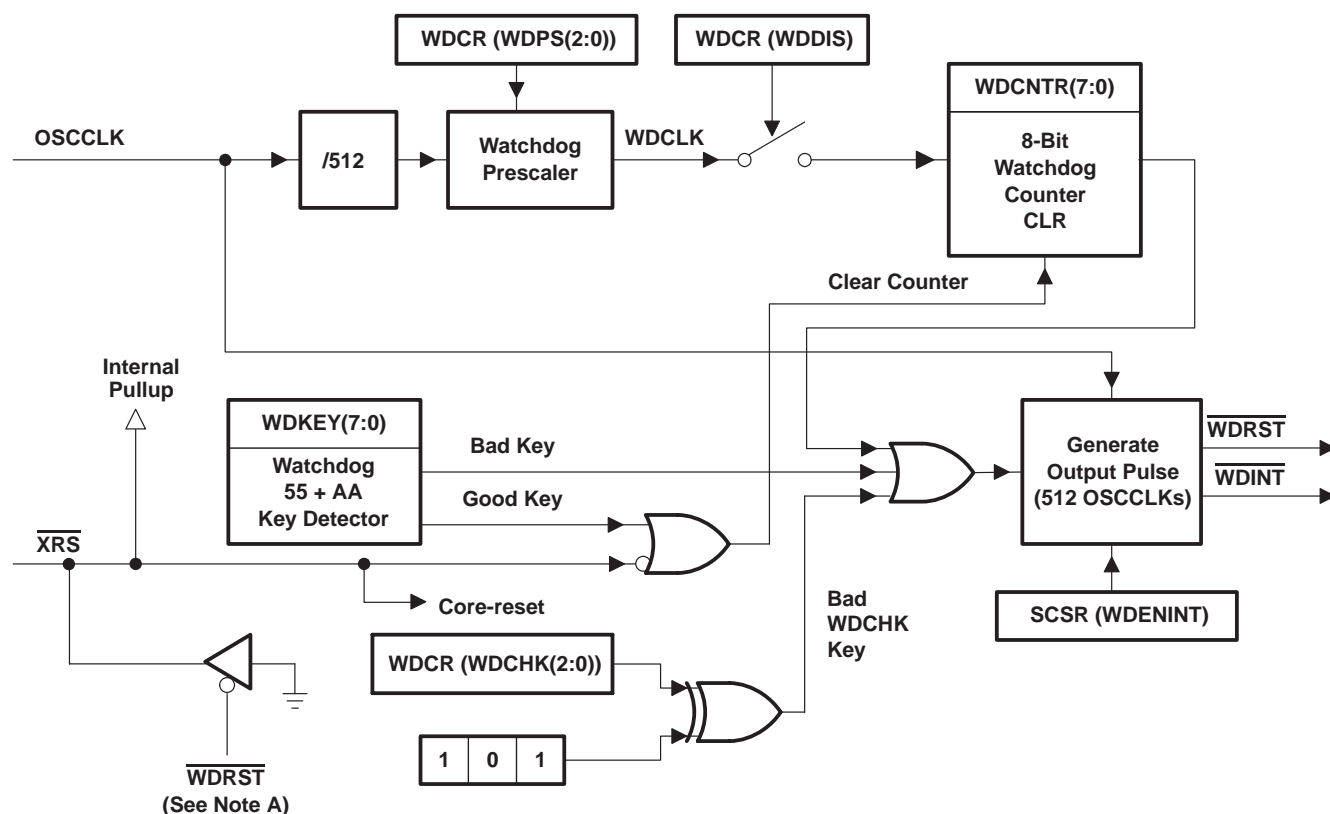 WDCR (WDPS(2:0))
WDCR (WDDIS)
WDCNTR(7:0)
OSCCLK
/512
Watchdog
Prescaler
WDCLK
8-Bit
Watchdog
Counter
CLR
Clear Counter
Internal
Pullup
WDKEY(7:0)
Watchdog
55 + AA
Key Detector
Bad Key
Good Key
Generate
Output Pulse
(512 OSCCLKs)
WDRST
WDINT
XRS
Core-reset
Bad
WDCHK
Key
SCSR (WDENINT)
WDCR (WDCHK(2:0))
1 0 1
WDRST
(See Note A)